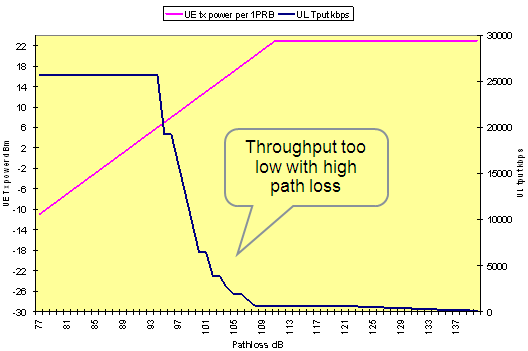 UE tx power per 1PRB UL Tput kbps
22
18
14
10
6
2
-2
-6
-10
-14
-18
-22
-26
-30
UE Tx power dBm
30000
25000
20000
15000
10000
5000
0
UL tput kbps
Throughput too
low with high
path loss
77 81 85 89 93 97 101 105 109 113 117 121 125 129 133 137
Pathloss dB